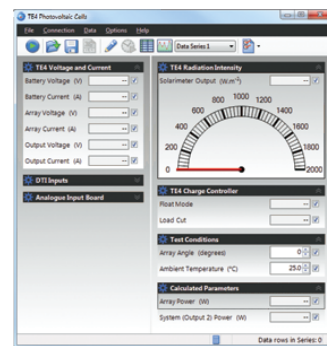 TE4 Photovoltaic Cells
File Connection Data Options Help
Data Series 1
TE4 Voltage and Current
Battery Voltage (V) --
Battery Current (A) --
Array Voltage (V) --
Array Current (A) --
Output Voltage (V) --
Output Current (A) --
DTI Inputs
Analogue Input Board
TE4 Radiation Intensity
Solarimeter Output (W.m⁻²) --
0 200 400 600 800 1000 1200 1400 1600 1800 2000
TE4 Charge Controller
Float Mode --
Load Cut --
Test Conditions
Array Angle (degrees) 0
Ambient Temperature (°C) 25.0
Calculated Parameters
Array Power (W) --
System (Output 2) Power (W) --
Data rows in Series: 0